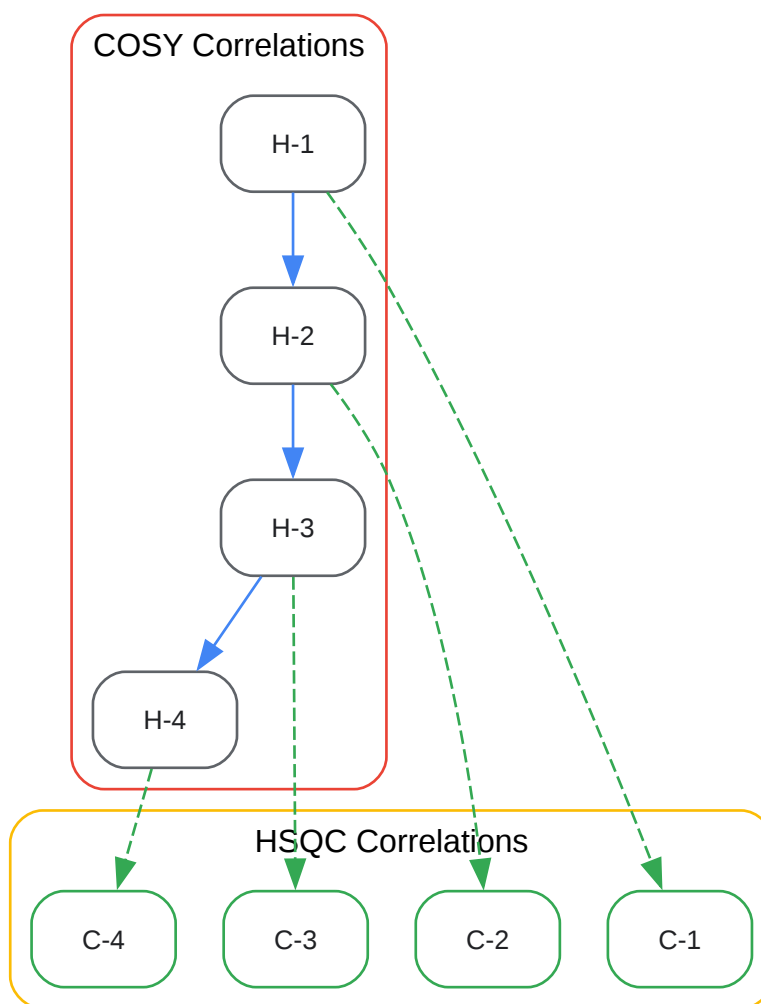 COSY Correlations
H-1
H-2
H-3
H-4
HSQC Correlations
C-4
C-3
C-2
C-1